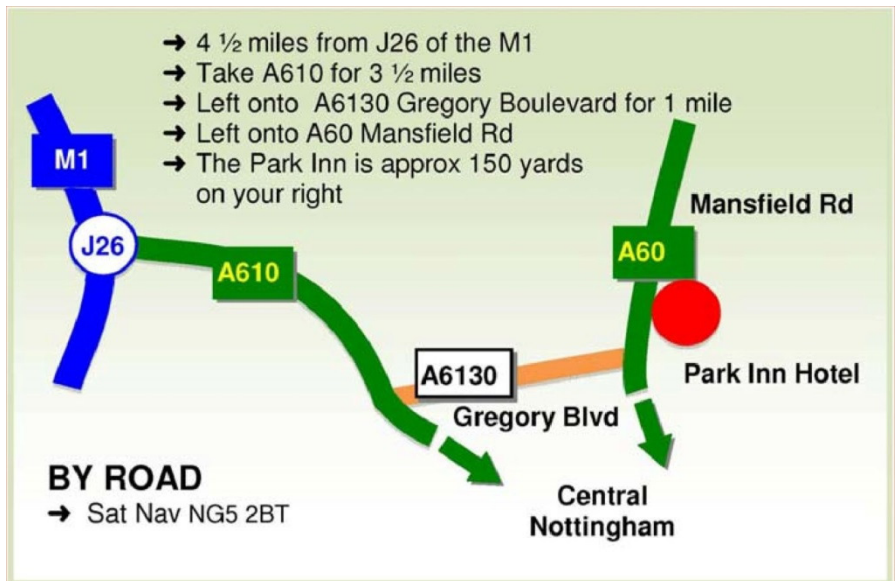 ➔ 4 ½ miles from J26 of the M1
➔ Take A610 for 3 ½ miles
➔ Left onto A6130 Gregory Boulevard for 1 mile
➔ Left onto A60 Mansfield Rd
➔ The Park Inn is approx 150 yards
on your right
M1
J26
A610
Mansfield Rd
A60
A6130
Park Inn Hotel
Gregory Blvd
Central
Nottingham
BY ROAD
➔ Sat Nav NG5 2BT